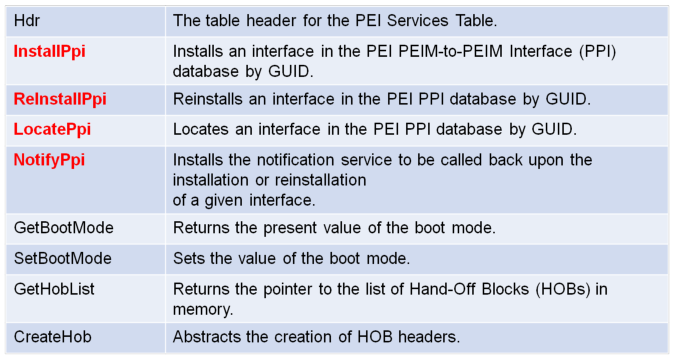 Hdr The table header for the PEI Services Table.
InstallPpi Installs an interface in the PEI PEIM-to-PEIM Interface (PPI)
database by GUID.
ReInstallPpi Reinstalls an interface in the PEI PPI database by GUID.
LocatePpi Locates an interface in the PEI PPI database by GUID.
NotifyPpi Installs the notification service to be called back upon the
installation or reinstallation
of a given interface.
GetBootMode Returns the present value of the boot mode.
SetBootMode Sets the value of the boot mode.
GetHobList Returns the pointer to the list of Hand-Off Blocks (HOBs) in
memory.
CreateHob Abstracts the creation of HOB headers.